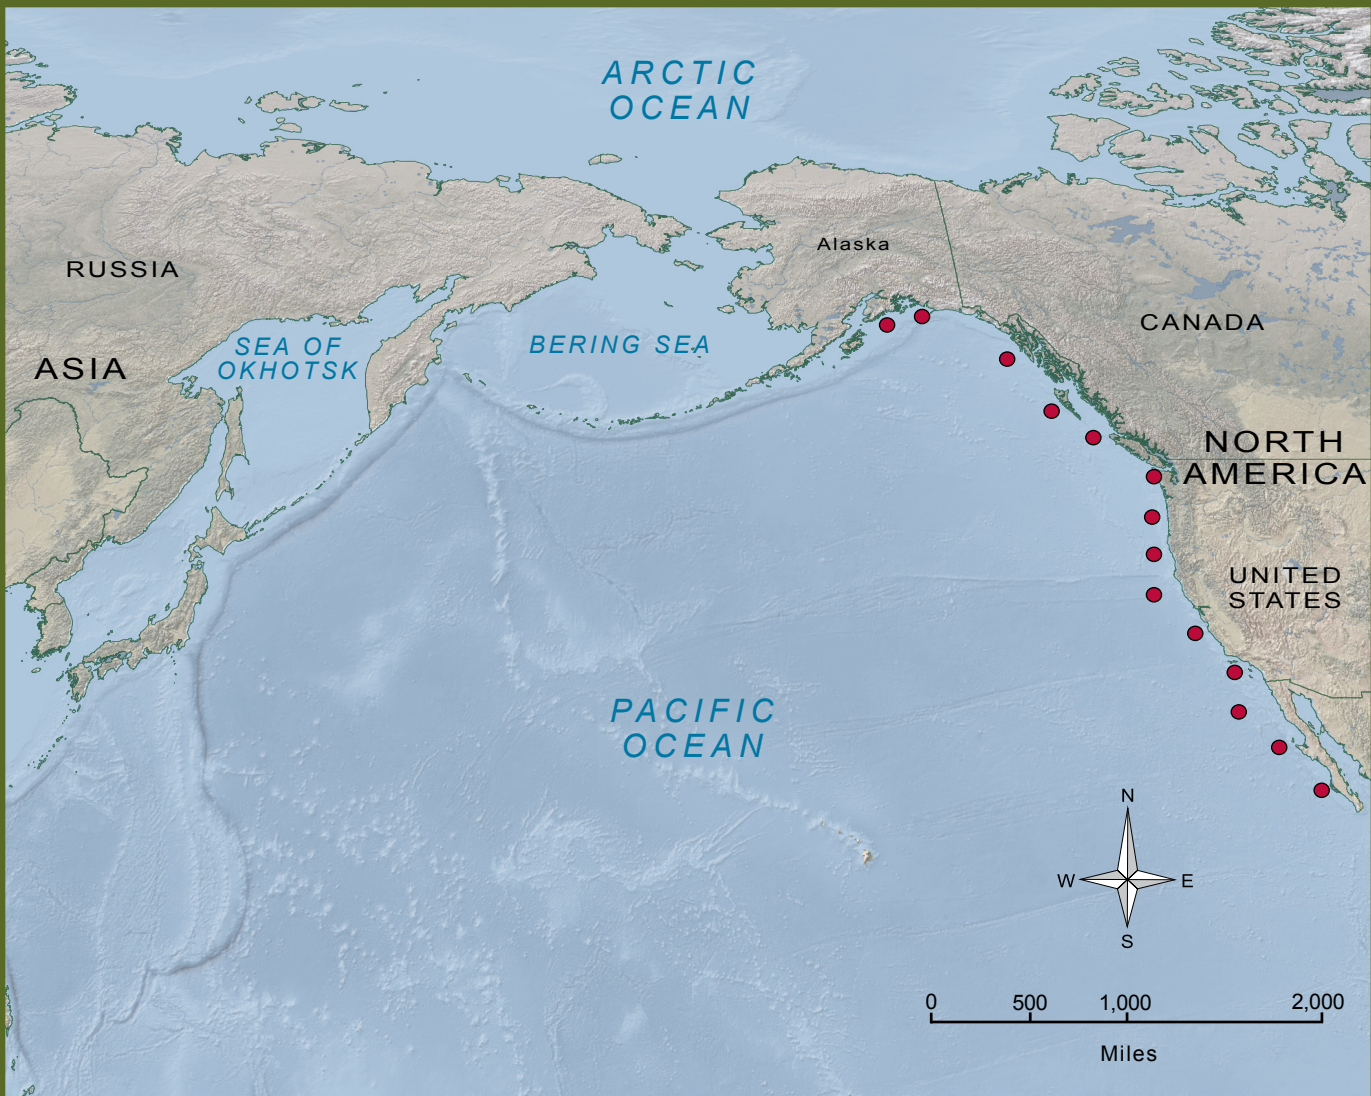 ARCTIC
OCEAN
Alaska
RUSSIA
CANADA
SEA OF
OKHOTSK
BERING SEA
ASIA
NORTH
AMERICA
UNITED
STATES
PACIFIC
OCEAN
N
W
E
S
0 500 1,000 2,000
Miles